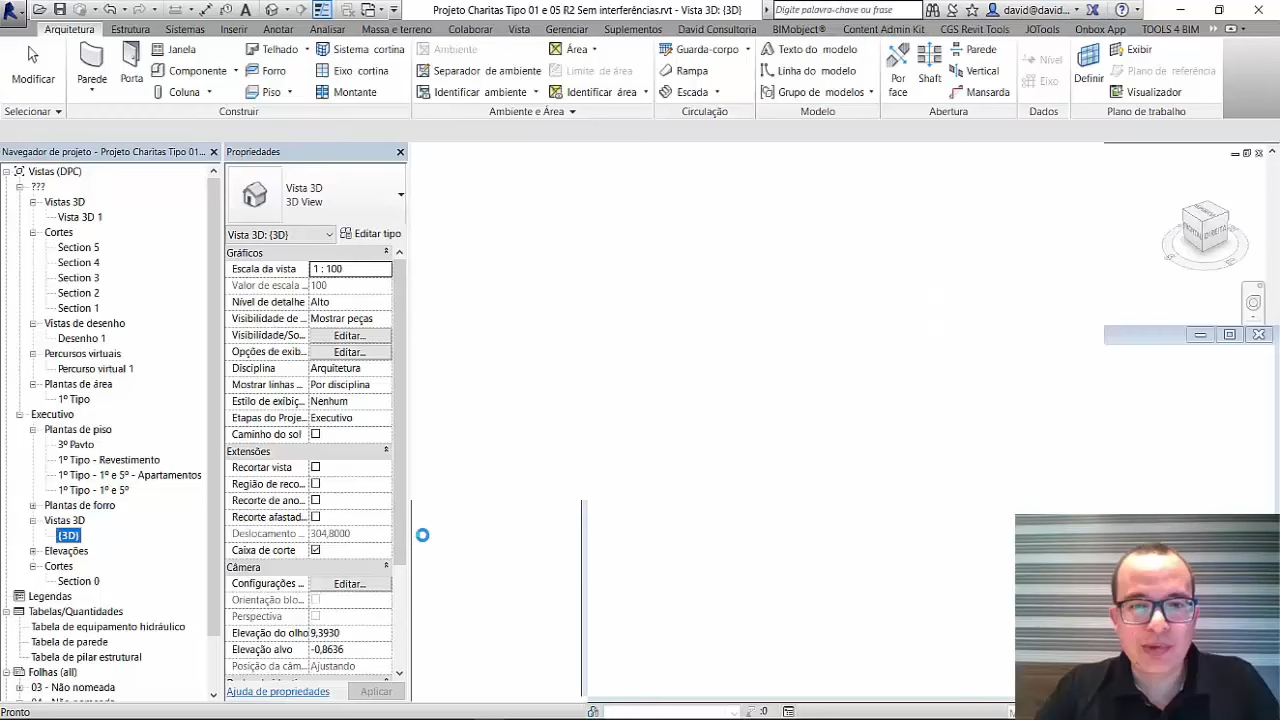 Projeto Charitas Tipo 01 e 05 R2 Sem interferências.rvt - Vista 3D: {3D}
Digite palavra-chave ou frase
david@david...
Arquitetura Estrutura Sistemas Inserir Anotar Analisar Massa e terreno Colaborar Vista Gerenciar Suplementos David Consultoria BIMobject® Content Admin Kit CGS Revit Tools JOTools Onbox App TOOLS 4 BIM
Janela Telhado Sistema cortina Ambiente Área Guarda-corpo Texto do modelo Parede Nível Exibir
Modificar Parede Porta Componente Forro Eixo cortina Separador de ambiente Limite de área Rampa Linha do modelo Por face Shaft Vertical Eixo Definir Plano de referência
Coluna Piso Montante Identificar ambiente Identificar área Escada Grupo de modelos Mansarda Visualizador
Selecionar Construir Ambiente e Área Circulação Modelo Abertura Dados Plano de trabalho
Navegador de projeto - Projeto Charitas Tipo 01...
Vistas (DPC)
???
Vistas 3D
Vista 3D 1
Cortes
Section 5
Section 4
Section 3
Section 2
Section 1
Vistas de desenho
Desenho 1
Percursos virtuais
Percurso virtual 1
Plantas de área
1º Tipo
Executivo
Plantas de piso
3º Pavto
1º Tipo - Revestimento
1º Tipo - 1º e 5º - Apartamentos
1º Tipo - 1º e 5º
Plantas de forro
Vistas 3D
{3D}
Elevações
Cortes
Section 0
Legendas
Tabelas/Quantidades
Tabela de equipamento hidráulico
Tabela de parede
Tabela de pilar estrutural
Folhas (all)
03 - Não nomeada
Propriedades
Vista 3D
3D View
Vista 3D: {3D} Editar tipo
Gráficos
Escala da vista 1 : 100
Valor de escala ... 100
Nível de detalhe Alto
Visibilidade de ... Mostrar peças
Visibilidade/So... Editar...
Opções de exib... Editar...
Disciplina Arquitetura
Mostrar linhas ... Por disciplina
Estilo de exibiç... Nenhum
Etapas do Proje... Executivo
Caminho do sol
Extensões
Recortar vista
Região de reco...
Recorte de ano...
Recorte afastad...
Deslocamento ... 304,8000
Caixa de corte
Câmera
Configurações ... Editar...
Orientação blo...
Perspectiva
Elevação do olho 9,3930
Elevação alvo -0,8636
Posição da câm... Ajustando
Ajuda de propriedades Aplicar
Pronto
:0